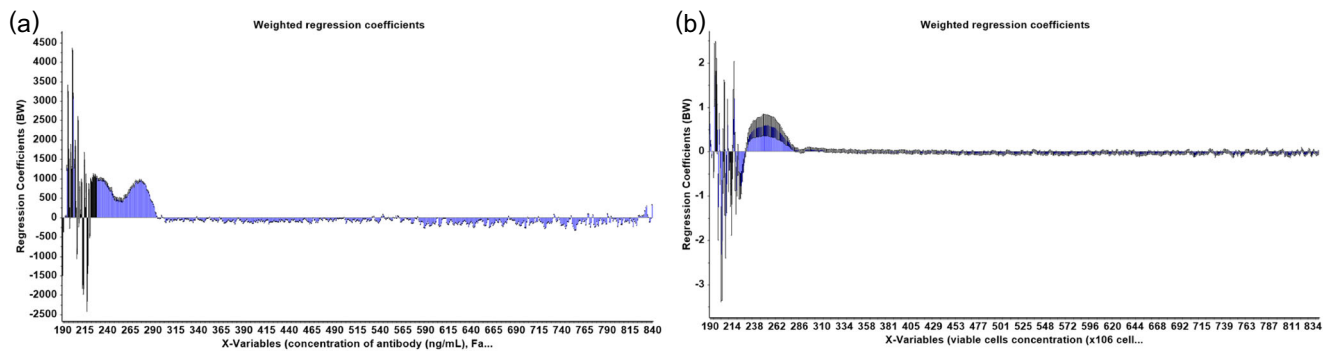 (a)
Weighted regression coefficients
4500
4000
3500
3000
2500
2000
1500
1000
500
0
-500
-1000
-1500
-2000
-2500
Regression Coefficients (BW)
190 215 240 265 290 315 340 365 390 415 440 465 490 515 540 565 590 615 640 665 690 715 740 765 790 815 840
X-Variables (concentration of antibody (ng/mL), Fa...
(b)
Weighted regression coefficients
2
1
0
-1
-2
-3
Regression Coefficients (BW)
190 214 238 262 286 310 334 358 381 405 429 453 477 501 525 548 572 596 620 644 668 692 715 739 763 787 811 834
X-Variables (viable cells concentration (x106 cell...